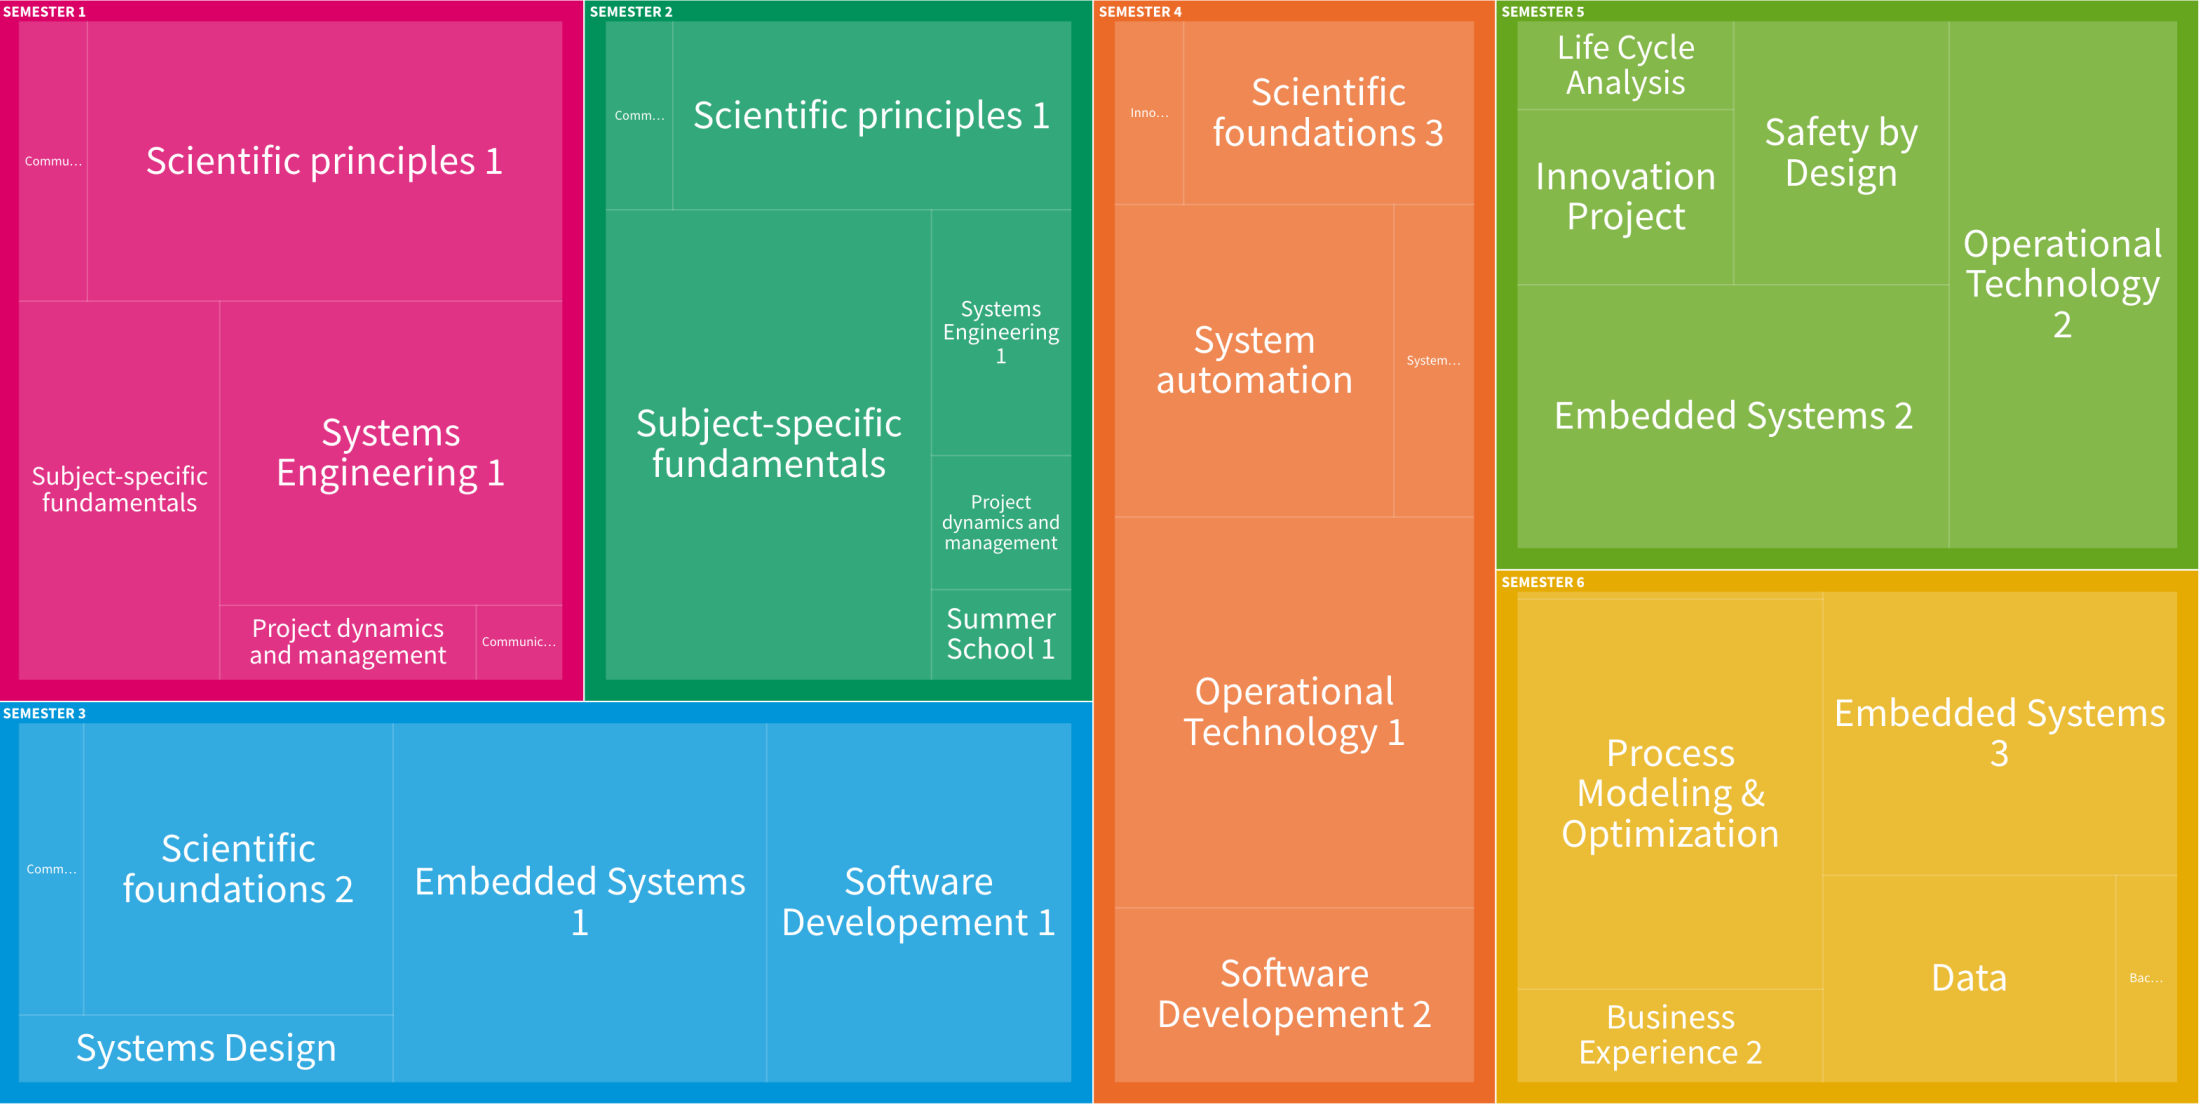 SEMESTER 1
Commu...
Scientific principles 1
Subject-specific
fundamentals
Systems
Engineering 1
Project dynamics
and management
Communic...
SEMESTER 2
Comm...
Scientific principles 1
Subject-specific
fundamentals
Systems
Engineering
1
Project
dynamics and
management
Summer
School 1
SEMESTER 3
Comm...
Scientific
foundations 2
Systems Design
Embedded Systems
1
Software
Developement 1
SEMESTER 4
Inno...
Scientific
foundations 3
System
automation
System...
Operational
Technology 1
Software
Developement 2
SEMESTER 5
Life Cycle
Analysis
Innovation
Project
Safety by
Design
Embedded Systems 2
Operational
Technology
2
SEMESTER 6
Process
Modeling &
Optimization
Business
Experience 2
Embedded Systems
3
Data
Bac...